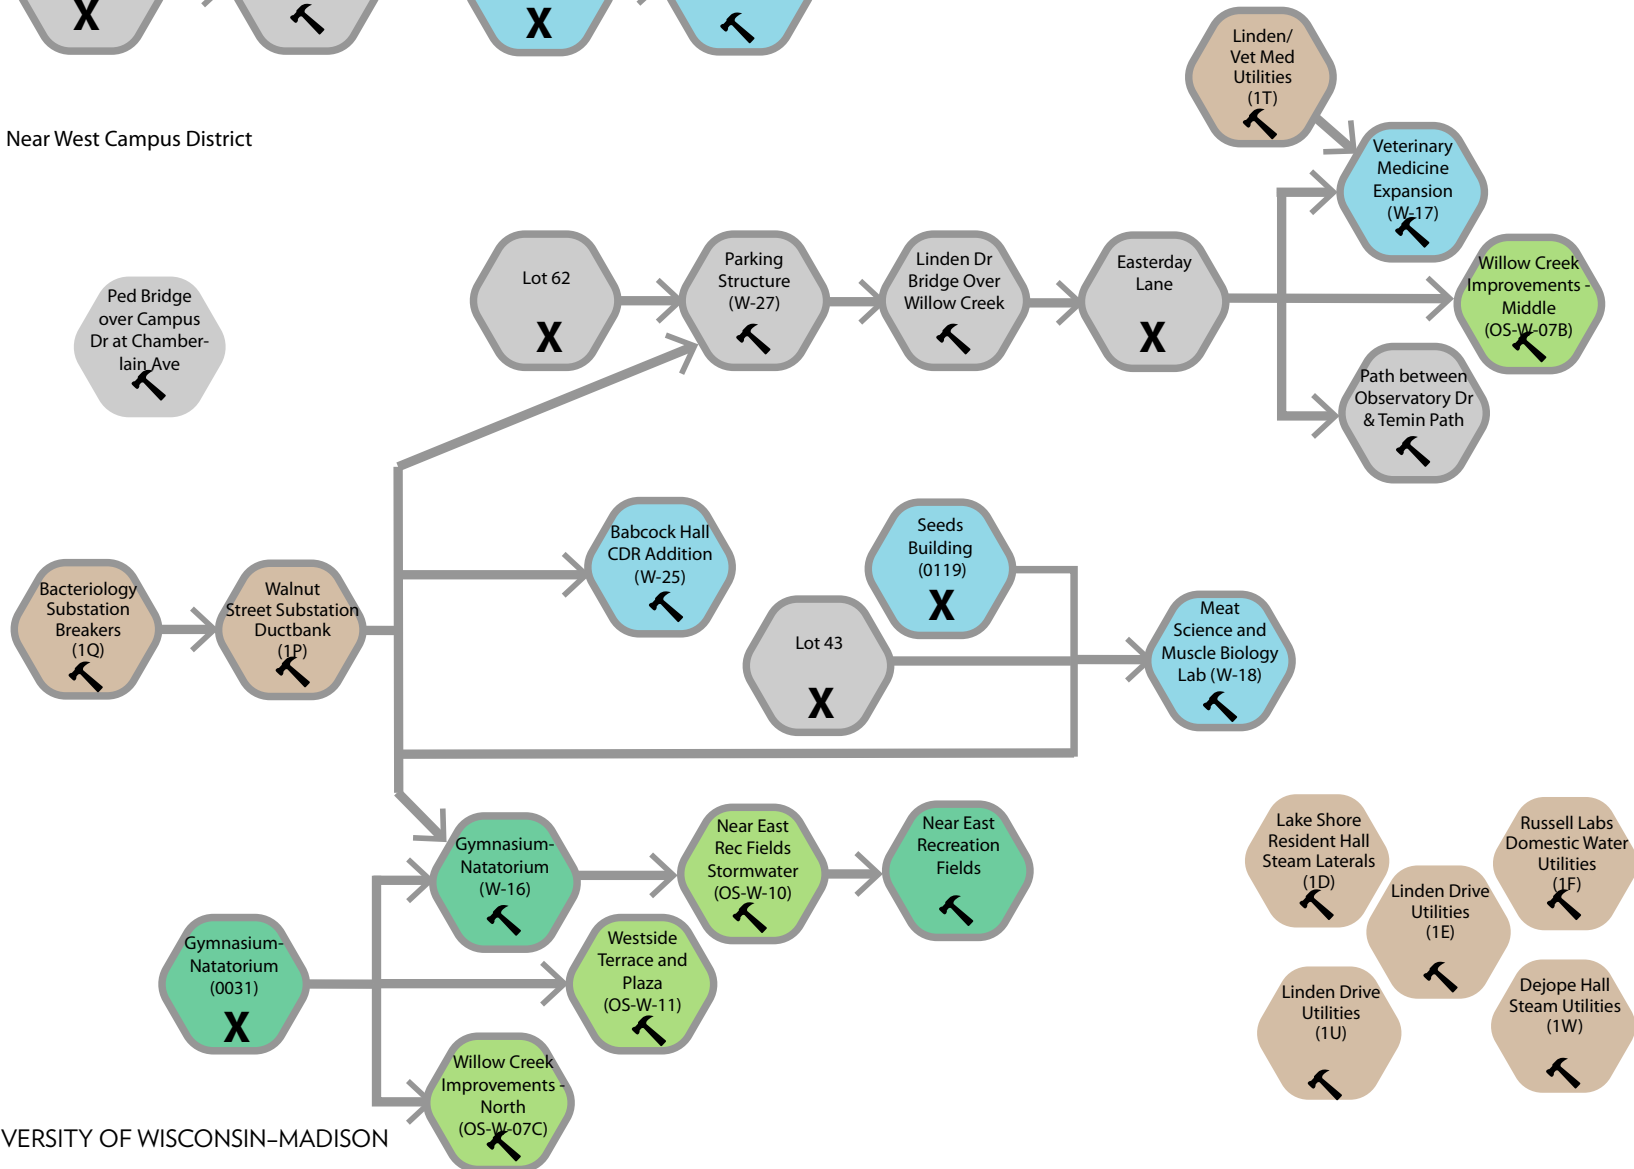 X
X
Near West Campus District
Linden/
Vet Med
Utilities
(1T)
Veterinary
Medicine
Expansion
(W-17)
Lot 62
X
Parking
Structure
(W-27)
Linden Dr
Bridge Over
Willow Creek
Easterday
Lane
X
Willow Creek
Improvements -
Middle
(OS-W-07B)
Ped Bridge
over Campus
Dr at Chamber-
lain Ave
Path between
Observatory Dr
& Temin Path
Bacteriology
Substation
Breakers
(1Q)
Walnut
Street Substation
Ductbank
(1P)
Babcock Hall
CDR Addition
(W-25)
Seeds
Building
(0119)
X
Lot 43
X
Meat
Science and
Muscle Biology
Lab (W-18)
Gymnasium-
Natatorium
(W-16)
Near East
Rec Fields
Stormwater
(OS-W-10)
Near East
Recreation
Fields
Gymnasium-
Natatorium
(0031)
X
Westside
Terrace and
Plaza
(OS-W-11)
Willow Creek
Improvements -
North
(OS-W-07C)
Lake Shore
Resident Hall
Steam Laterals
(1D)
Russell Labs
Domestic Water
Utilities
(1F)
Linden Drive
Utilities
(1E)
Linden Drive
Utilities
(1U)
Dejope Hall
Steam Utilities
(1W)
VERSITY OF WISCONSIN–MADISON